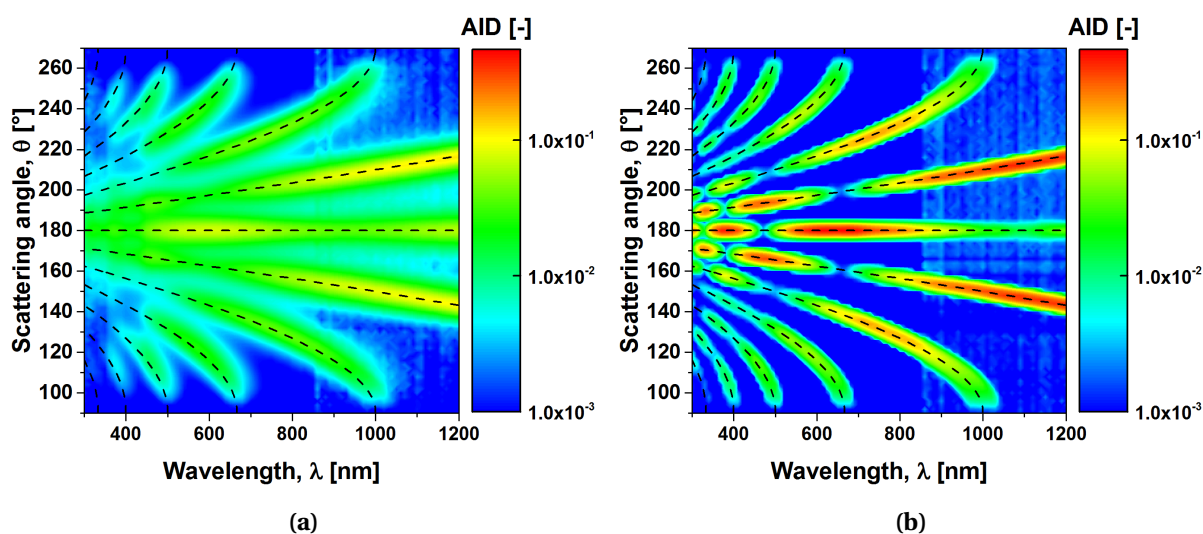 AID [-]
260
240
220
200
180
160
140
120
100
Scattering angle, θ [°]
400 600 800 1000 1200
Wavelength, λ [nm]
1.0x10⁻¹
1.0x10⁻²
1.0x10⁻³
(a)
AID [-]
260
240
220
200
180
160
140
120
100
Scattering angle, θ [°]
400 600 800 1000 1200
Wavelength, λ [nm]
1.0x10⁻¹
1.0x10⁻²
1.0x10⁻³
(b)